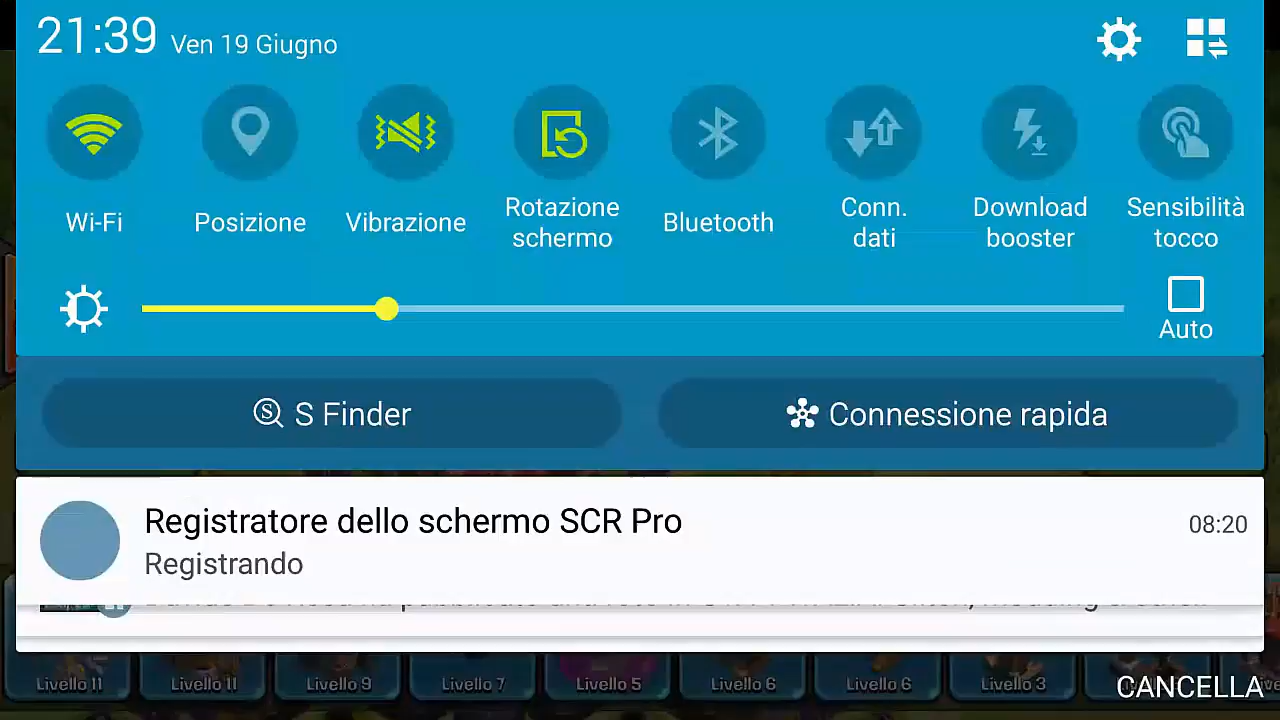 21:39 Ven 19 Giugno
Wi-Fi
Posizione
Vibrazione
Rotazione
schermo
Bluetooth
Conn.
dati
Download
booster
Sensibilità
tocco
Auto
S Finder
Connessione rapida
Registratore dello schermo SCR Pro
08:20
Registrando
Livello 11
Livello 11
Livello 9
Livello 7
Livello 5
Livello 6
Livello 6
Livello 3
CANCELLA